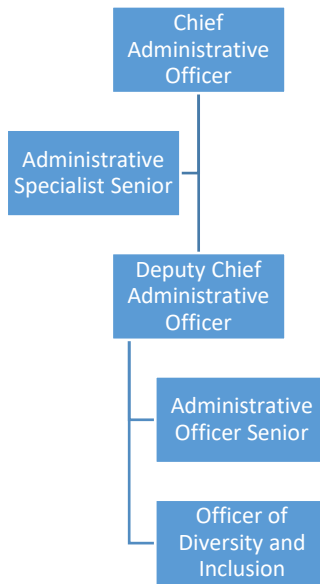 Chief
Administrative
Officer
Administrative
Specialist Senior
Deputy Chief
Administrative
Officer
Administrative
Officer Senior
Officer of
Diversity and
Inclusion